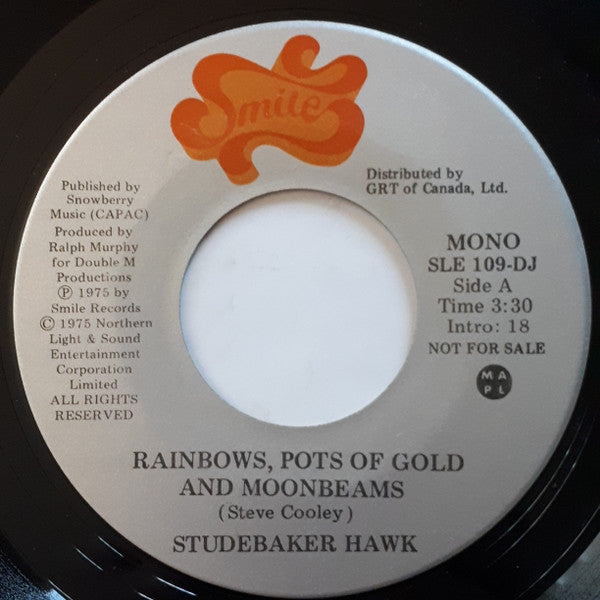 Smile
Published by
Snowberry
Music (CAPAC)
Produced by
Ralph Murphy
for Double M
Productions
Ⓟ 1975 by
Smile Records
© 1975 Northern
Light & Sound
Entertainment
Corporation
Limited
ALL RIGHTS
RESERVED
Distributed by
GRT of Canada, Ltd.
MONO
SLE 109-DJ
Side A
Time 3:30
Intro: 18
NOT FOR SALE
M A
P L
RAINBOWS, POTS OF GOLD
AND MOONBEAMS
(Steve Cooley)
STUDEBAKER HAWK